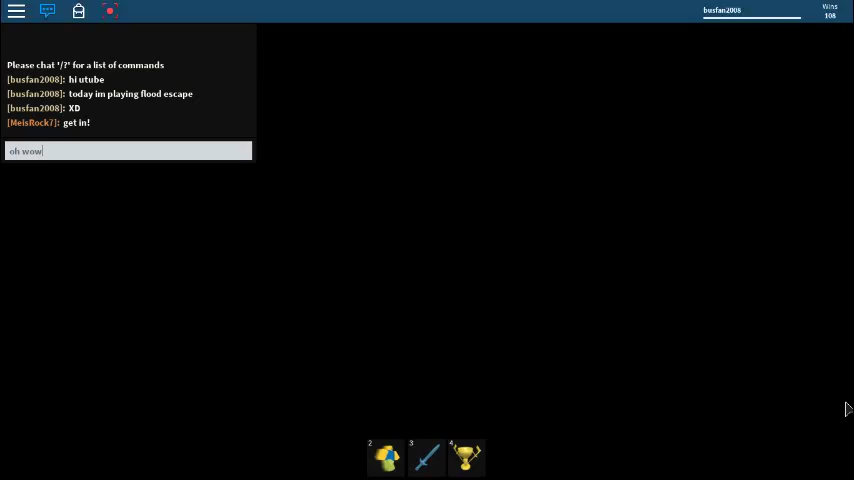 busfan2008
Wins
108
Please chat '/?' for a list of commands
[busfan2008]: hi utube
[busfan2008]: today im playing flood escape
[busfan2008]: XD
[MeisRock7]: get in!
oh wow
2
3
4